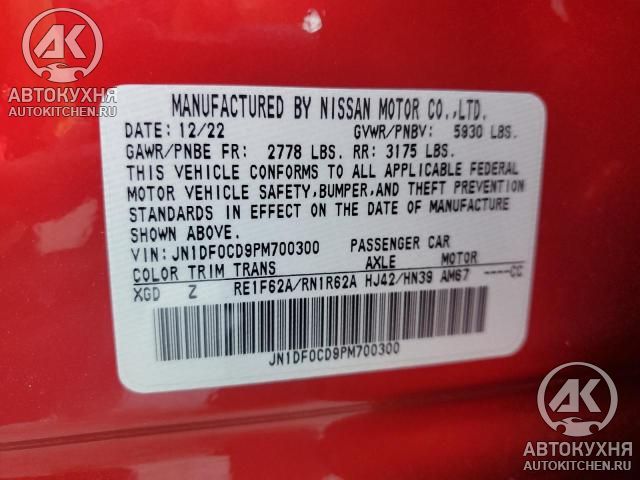 АК
АВТОКУХНЯ
AUTOKITCHEN.RU
MANUFACTURED BY NISSAN MOTOR CO.,LTD.
DATE: 12/22 GVWR/PNBV: 5930 LBS.
GAWR/PNBE FR: 2778 LBS. RR: 3175 LBS.
THIS VEHICLE CONFORMS TO ALL APPLICABLE FEDERAL
MOTOR VEHICLE SAFETY,BUMPER,AND THEFT PREVENTION
STANDARDS IN EFFECT ON THE DATE OF MANUFACTURE
SHOWN ABOVE.
VIN: JN1DF0CD9PM700300 PASSENGER CAR
COLOR TRIM TRANS AXLE MOTOR
XGD Z RE1F62A/RN1R62A HJ42/HN39 AM67 ----CC
JN1DF0CD9PM700300
АК
АВТОКУХНЯ
AUTOKITCHEN.RU